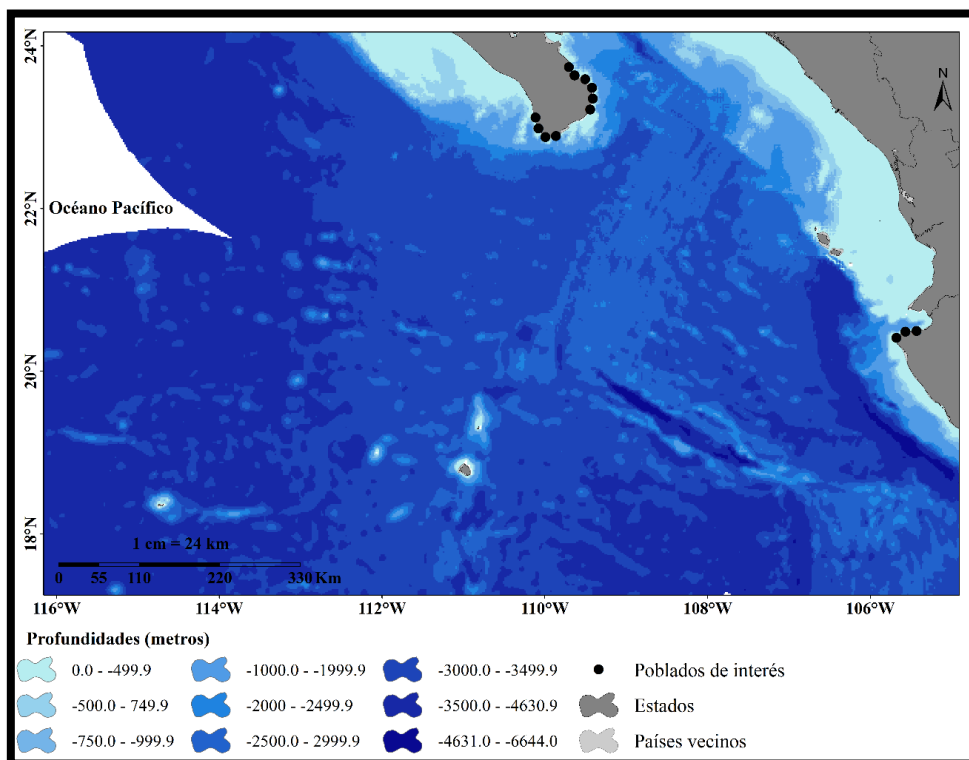 24°N
N
Océano Pacífico
22°N
20°N
18°N
1 cm = 24 km
0 55 110 220 330 Km
116°W 114°W 112°W 110°W 108°W 106°W
Profundidades (metros)
0.0 - -499.9 -1000.0 - -1999.9 -3000.0 - -3499.9 Poblados de interés
-500.0 - 749.9 -2000 - -2499.9 -3500.0 - -4630.9 Estados
-750.0 - -999.9 -2500.0 - 2999.9 -4631.0 - -6644.0 Países vecinos